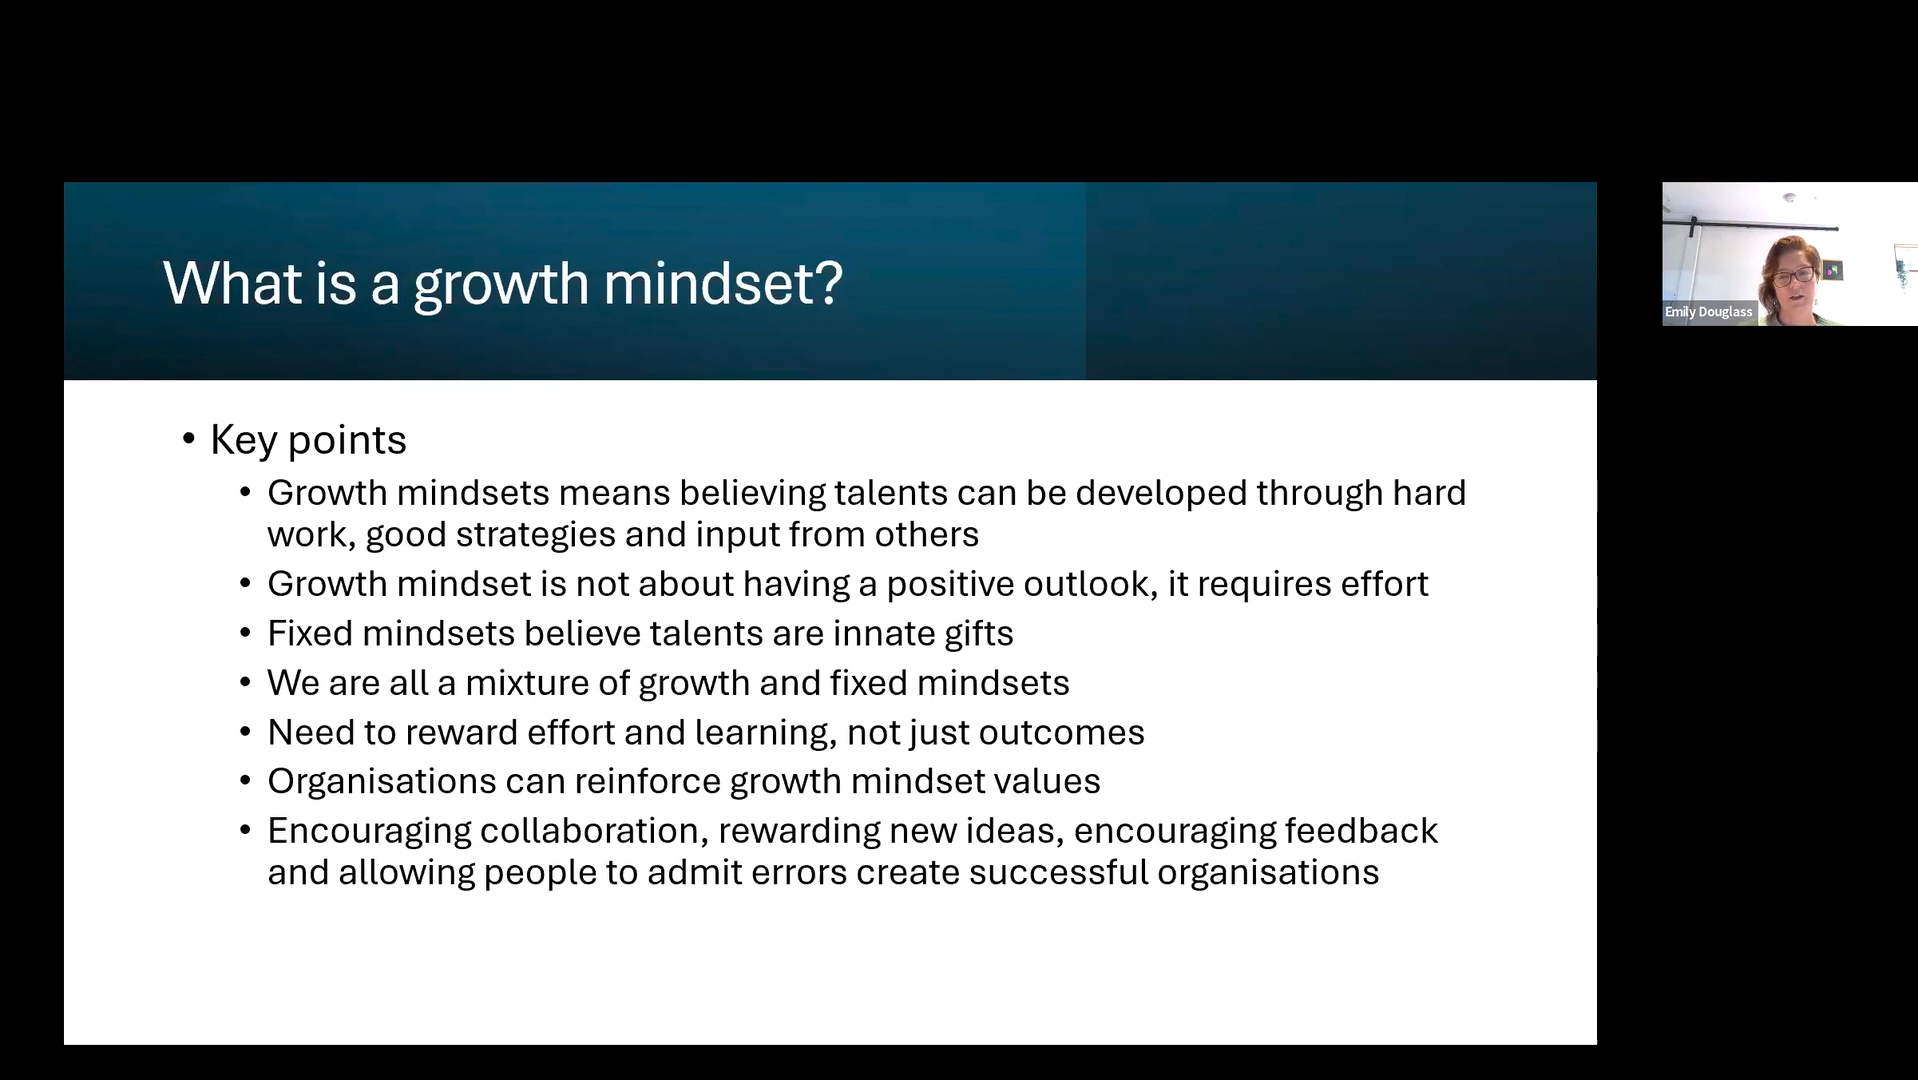 What is a growth mindset?
• Key points
• Growth mindsets means believing talents can be developed through hard
work, good strategies and input from others
• Growth mindset is not about having a positive outlook, it requires effort
• Fixed mindsets believe talents are innate gifts
• We are all a mixture of growth and fixed mindsets
• Need to reward effort and learning, not just outcomes
• Organisations can reinforce growth mindset values
• Encouraging collaboration, rewarding new ideas, encouraging feedback
and allowing people to admit errors create successful organisations
Emily Douglass